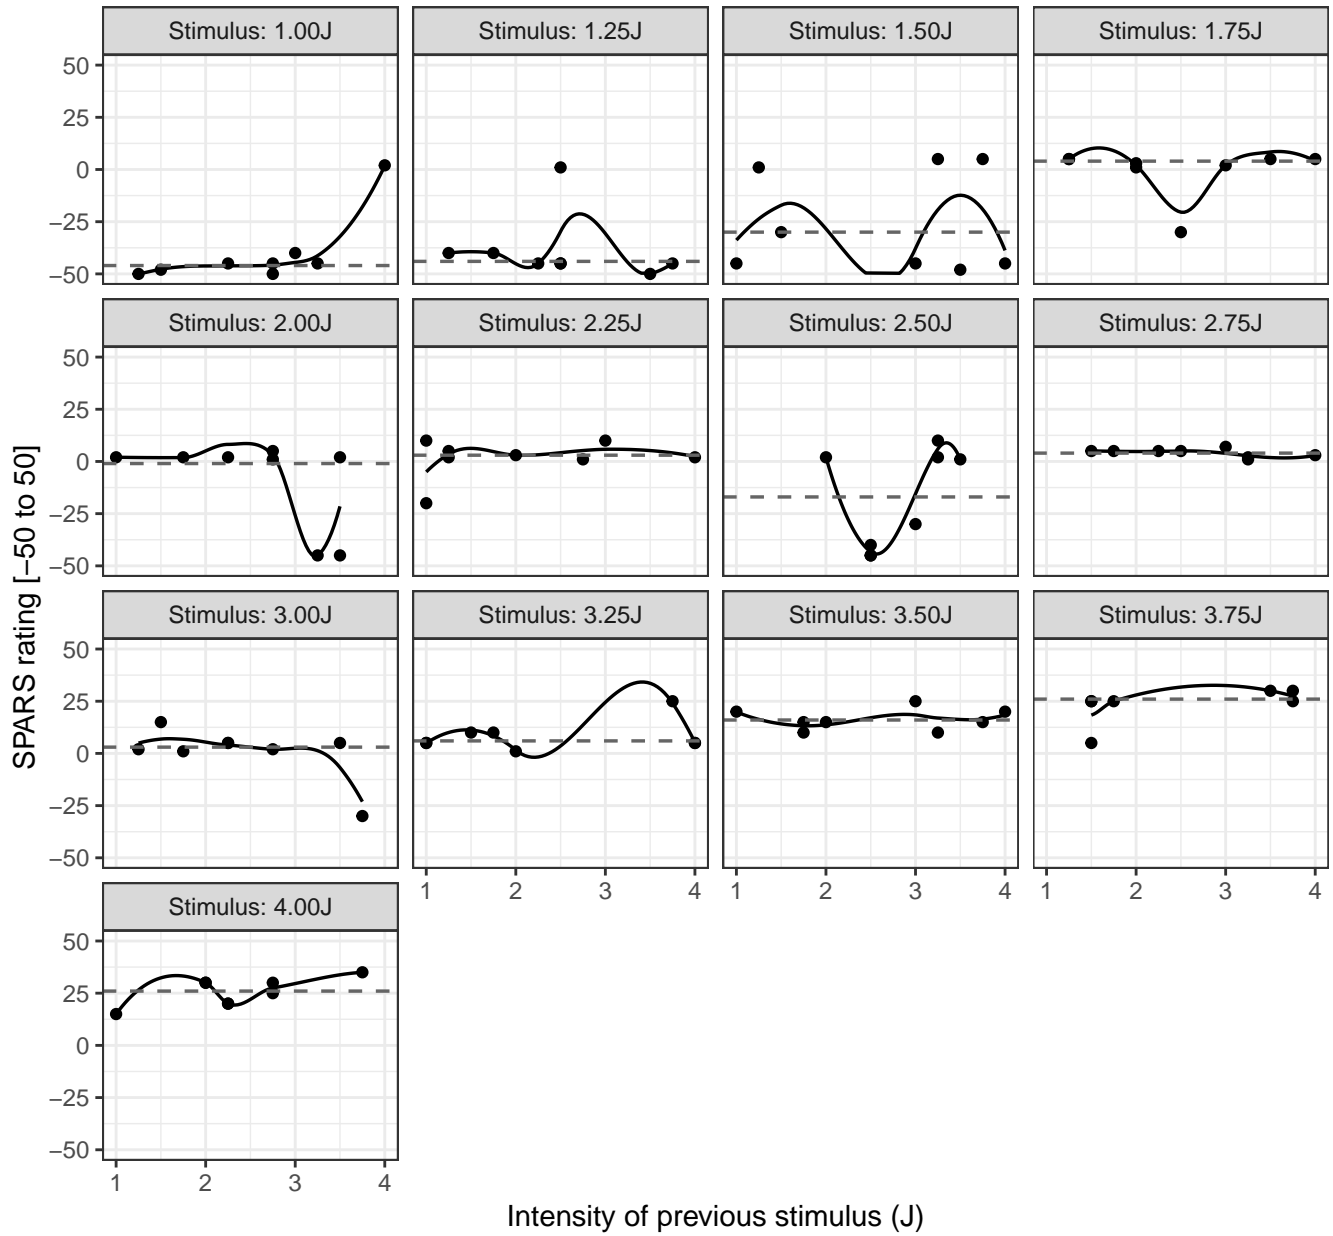 Stimulus: 1.00J
Stimulus: 1.25J
Stimulus: 1.50J
Stimulus: 1.75J
50
25
0
−25
−50
Stimulus: 2.00J
Stimulus: 2.25J
Stimulus: 2.50J
Stimulus: 2.75J
50
25
0
−25
−50
Stimulus: 3.00J
Stimulus: 3.25J
Stimulus: 3.50J
Stimulus: 3.75J
50
25
0
−25
−50
1 2 3 4
1 2 3 4
1 2 3 4
Stimulus: 4.00J
50
25
0
−25
−50
1 2 3 4
SPARS rating [−50 to 50]
Intensity of previous stimulus (J)